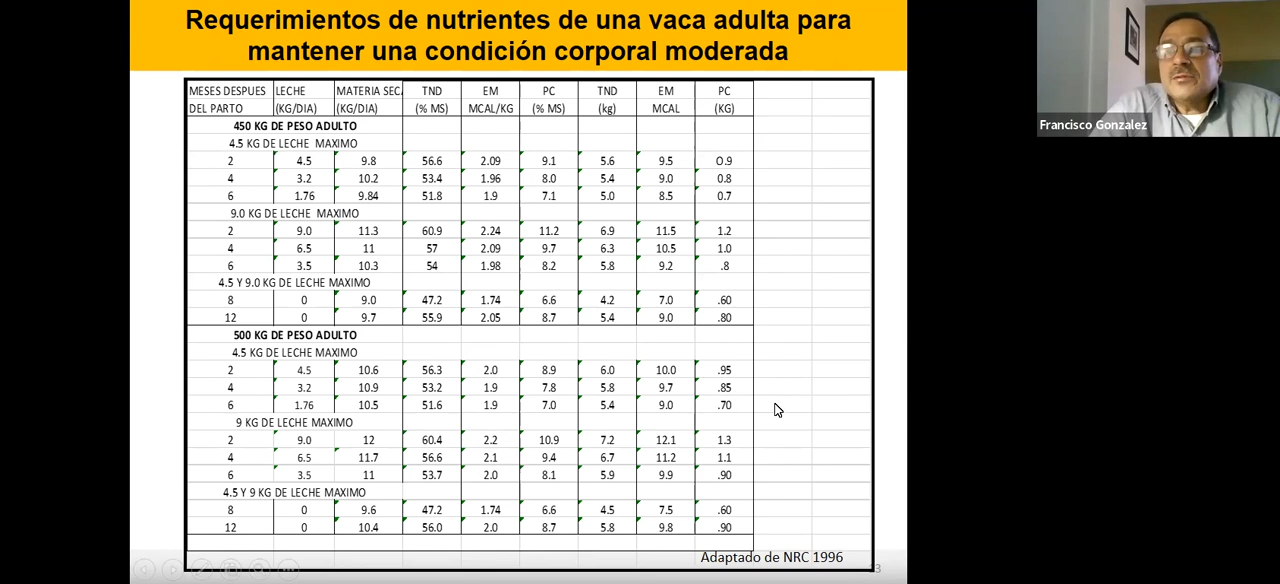 Requerimientos de nutrientes de una vaca adulta para
mantener una condición corporal moderada
Francisco Gonzalez
MESES DESPUES LECHE MATERIA SECA TND EM PC TND EM PC
DEL PARTO (KG/DIA) (KG/DIA) (% MS) MCAL/KG (% MS) (kg) MCAL (KG)
450 KG DE PESO ADULTO
4.5 KG DE LECHE MAXIMO
2 4.5 9.8 56.6 2.09 9.1 5.6 9.5 0.9
4 3.2 10.2 53.4 1.96 8.0 5.4 9.0 0.8
6 1.76 9.84 51.8 1.9 7.1 5.0 8.5 0.7
9.0 KG DE LECHE MAXIMO
2 9.0 11.3 60.9 2.24 11.2 6.9 11.5 1.2
4 6.5 11 57 2.09 9.7 6.3 10.5 1.0
6 3.5 10.3 54 1.98 8.2 5.8 9.2 .8
4.5 Y 9.0 KG DE LECHE MAXIMO
8 0 9.0 47.2 1.74 6.6 4.2 7.0 .60
12 0 9.7 55.9 2.05 8.7 5.4 9.0 .80
500 KG DE PESO ADULTO
4.5 KG DE LECHE MAXIMO
2 4.5 10.6 56.3 2.0 8.9 6.0 10.0 .95
4 3.2 10.9 53.2 1.9 7.8 5.8 9.7 .85
6 1.76 10.5 51.6 1.9 7.0 5.4 9.0 .70
9 KG DE LECHE MAXIMO
2 9.0 12 60.4 2.2 10.9 7.2 12.1 1.3
4 6.5 11.7 56.6 2.1 9.4 6.7 11.2 1.1
6 3.5 11 53.7 2.0 8.1 5.9 9.9 .90
4.5 Y 9 KG DE LECHE MAXIMO
8 0 9.6 47.2 1.74 6.6 4.5 7.5 .60
12 0 10.4 56.0 2.0 8.7 5.8 9.8 .90
Adaptado de NRC 1996